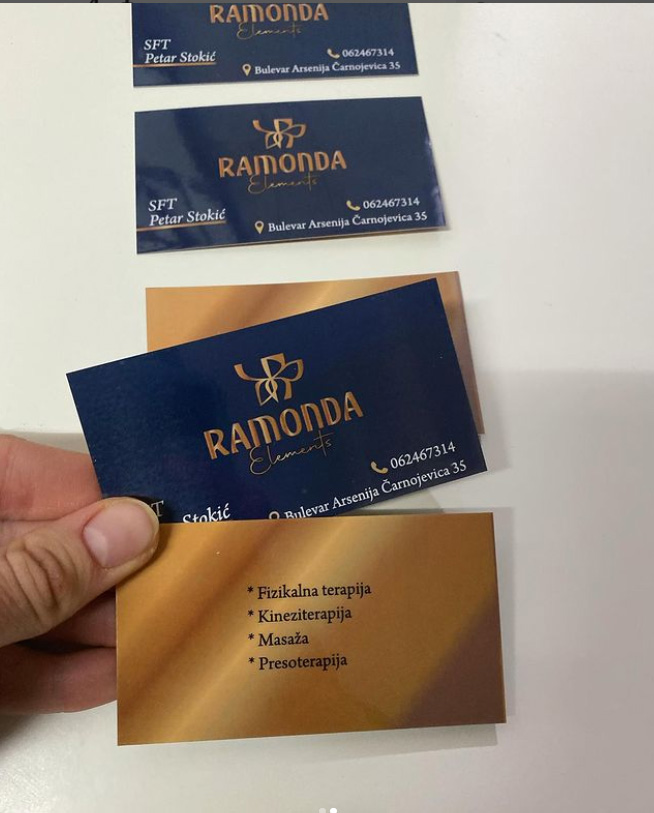 RAMONDA
Elements
SFT
Petar Stokić
062467314
Bulevar Arsenija Čarnojevica 35
RAMONDA
Elements
SFT
Petar Stokić
062467314
Bulevar Arsenija Čarnojevica 35
RAMONDA
Elements
062467314
Bulevar Arsenija Čarnojevica 35
FT
Stokić
* Fizikalna terapija
* Kineziterapija
* Masaža
* Presoterapija